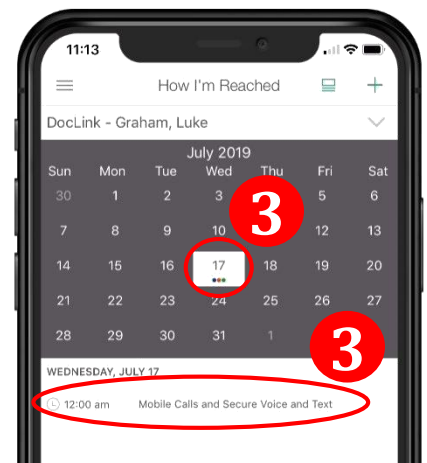 11:13
How I'm Reached
DocLink - Graham, Luke
July 2019
Sun Mon Tue Wed Thu Fri Sat
30 1 2 3 5 6
7 8 9 10 12 13
3
14 15 16 17 18 19 20
21 22 23 24 25 26 27
28 29 30 31 1
3
WEDNESDAY, JULY 17
12:00 am Mobile Calls and Secure Voice and Text